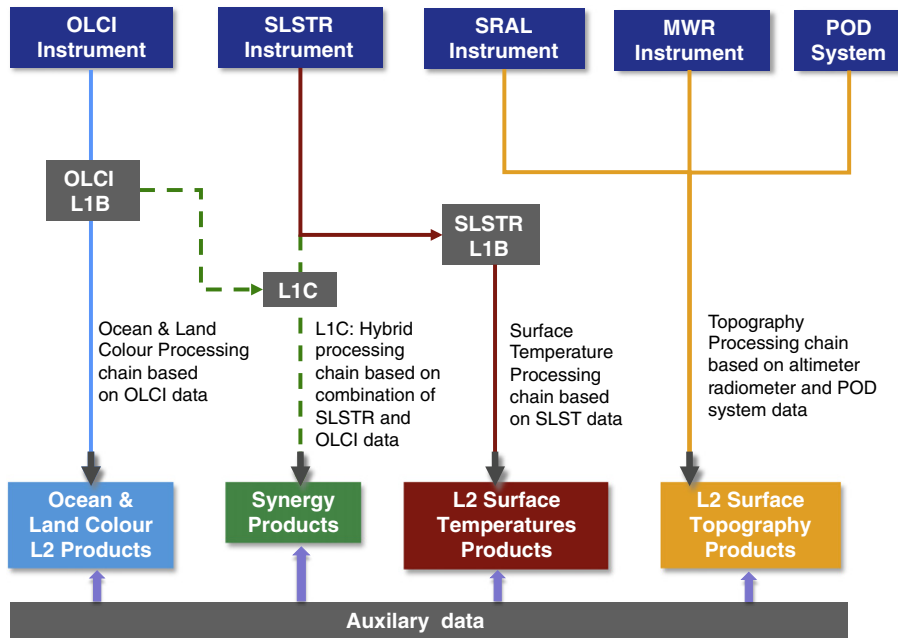 OLCI
Instrument
SLSTR
Instrument
SRAL
Instrument
MWR
Instrument
POD
System
OLCI
L1B
SLSTR
L1B
L1C
Ocean & Land
Colour Processing
chain based
on OLCI data
L1C: Hybrid
processing
chain based on
combination of
SLSTR and
OLCI data
Surface
Temperature
Processing
chain based
on SLST data
Topography
Processing chain
based on altimeter
radiometer and POD
system data
Ocean &
Land Colour
L2 Products
Synergy
Products
L2 Surface
Temperatures
Products
L2 Surface
Topography
Products
Auxilary data